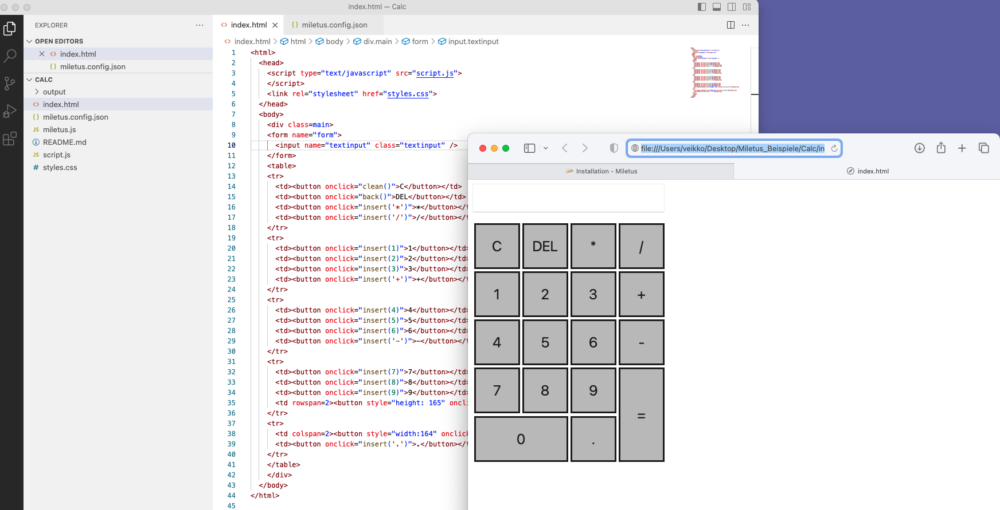 index.html — Calc
EXPLORER
OPEN EDITORS
index.html
miletus.config.json
CALC
output
index.html
miletus.config.json
JS miletus.js
README.md
JS script.js
# styles.css
index.html
{} miletus.config.json
<> index.html > html > body > div.main > form > input.textinput
1 <html>
2 <head>
3 <script type="text/javascript" src="script.js">
4 </script>
5 <link rel="stylesheet" href="styles.css">
6 </head>
7 <body>
8 <div class=main>
9 <form name="form">
10 <input name="textinput" class="textinput" />
11 </form>
12 <table>
13 <tr>
14 <td><button onclick="clean()">C</button></td>
15 <td><button onclick="back()">DEL</button></td>
16 <td><button onclick="insert('*')">*</button></t
17 <td><button onclick="insert('/')">/</button></t
18 </tr>
19 <tr>
20 <td><button onclick="insert(1)">1</button></td>
21 <td><button onclick="insert(2)">2</button></td>
22 <td><button onclick="insert(3)">3</button></td>
23 <td><button onclick="insert('+')">+</button></t
24 </tr>
25 <tr>
26 <td><button onclick="insert(4)">4</button></td>
27 <td><button onclick="insert(5)">5</button></td>
28 <td><button onclick="insert(6)">6</button></td>
29 <td><button onclick="insert('-')">-</button></t
30 </tr>
31 <tr>
32 <td><button onclick="insert(7)">7</button></td>
33 <td><button onclick="insert(8)">8</button></td>
34 <td><button onclick="insert(9)">9</button></td>
35 <td rowspan=2><button style="height: 165" oncli
36 </tr>
37 <tr>
38 <td colspan=2><button style="width:164" onclick
39 <td><button onclick="insert('.')">.</button></t
40 </tr>
41 </table>
42 </div>
43 </body>
44 </html>
45
file:///Users/veikko/Desktop/Miletus_Beispiele/Calc/in
Installation – Miletus
index.html
C DEL * /
1 2 3 +
4 5 6 -
7 8 9 =
0 .